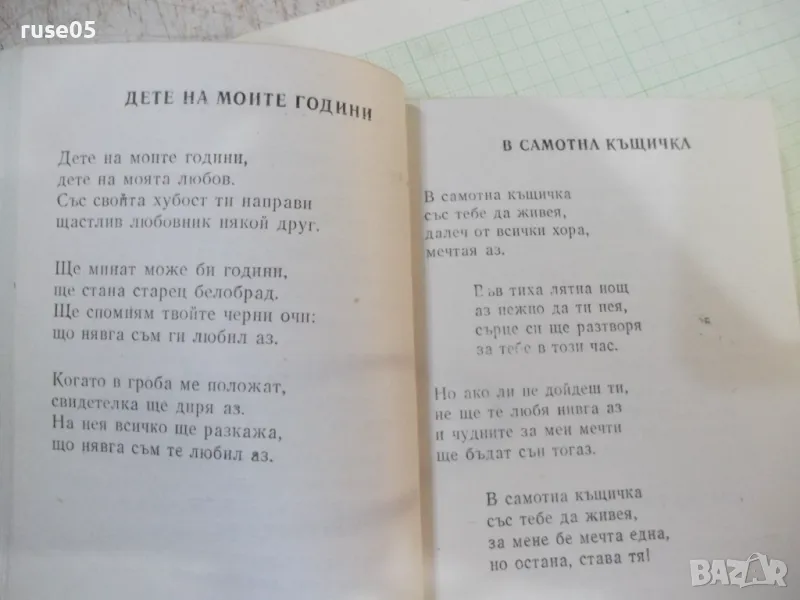 ruse05
ДЕТЕ НА МОИТЕ ГОДИНИ
Дете на моите години,
дете на моята любов.
Със свойта хубост ти направи
щастлив любовник някой друг.
Ще минат може би години,
ще стана старец белобрад.
Ще спомням твойте черни очи:
що нявга съм ги любил аз.
Когато в гроба ме положат,
свидетелка ще диря аз.
На нея всичко ще разкажа,
що нявга съм те любил аз.
В САМОТНА КЪЩИЧКА
В самотна къщичка
със тебе да живея,
далеч от всички хора,
мечтая аз.
Във тиха лятна нощ
аз нежно да ти пея,
сърце си ще разтворя
за тебе в този час.
Но ако ли не дойдеш ти,
не ще те любя нивга аз
и чудните за мен мечти
ще бъдат сън тогаз.
В самотна къщичка
със тебе да живея,
за мене бе мечта една,
но остана, става тя!
BAZAR